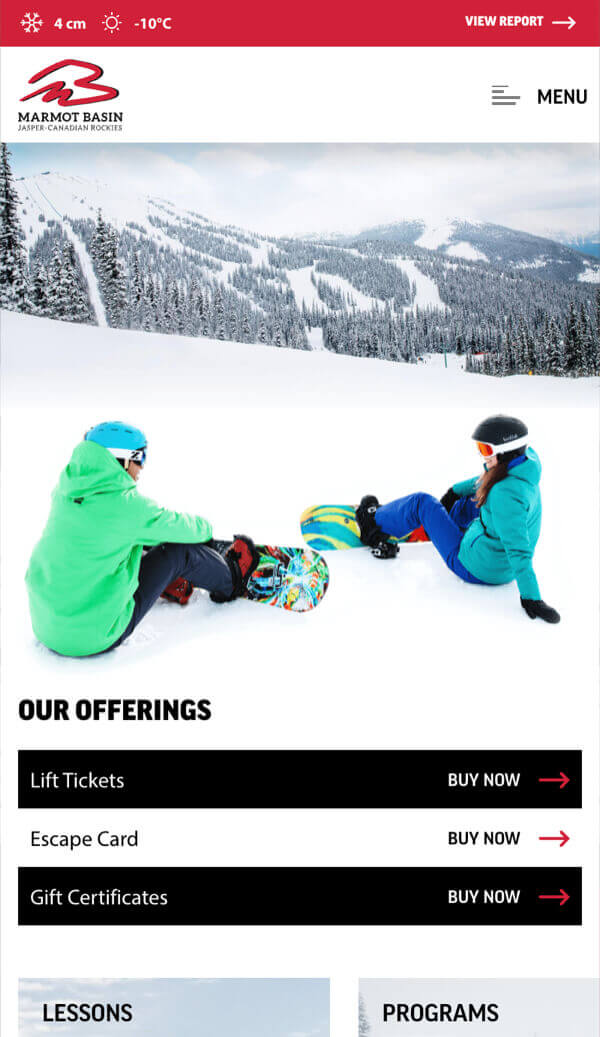 4 cm -10°C VIEW REPORT
MARMOT BASIN
JASPER-CANADIAN ROCKIES
MENU
OUR OFFERINGS
Lift Tickets BUY NOW
Escape Card BUY NOW
Gift Certificates BUY NOW
LESSONS PROGRAMS